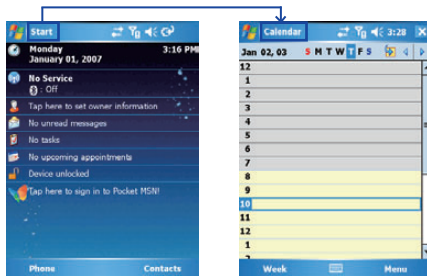 Start
Monday 3:16 PM
January 01, 2007
No Service
: Off
Tap here to set owner information
No unread messages
No tasks
No upcoming appointments
Device unlocked
Tap here to sign in to Pocket MSN!
Phone Contacts
Calendar 3:28
Jan 02, 03 S M T W T F S
12
1
2
3
4
5
6
7
8
9
10
11
12
1
2
Week Menu